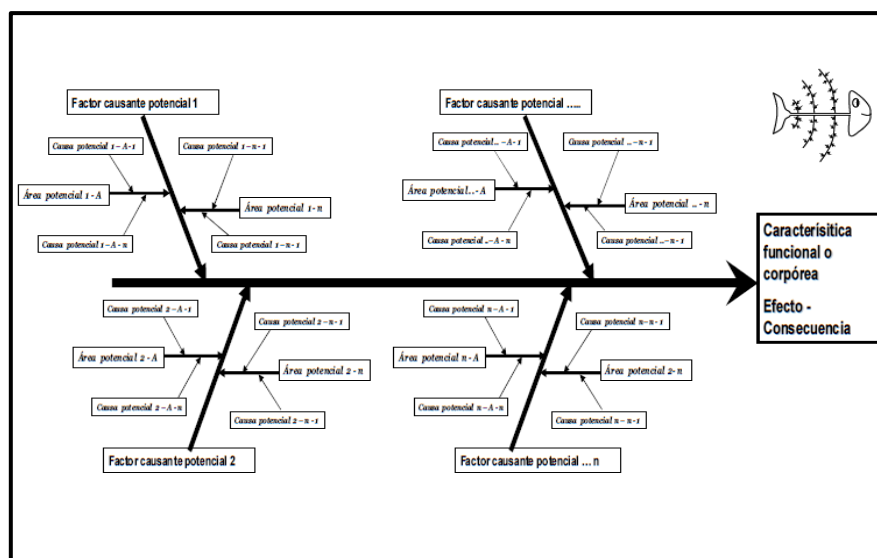 Factor causante potencial 1
Causa potencial 1–A-1
Causa potencial 1–n-1
Área potencial 1-A
Área potencial 1-n
Causa potencial 1–A-n
Causa potencial 1–n-1
Factor causante potencial .....
Causa potencial... –A-1
Causa potencial ...–n-1
Área potencial...-A
Área potencial ...-n
Causa potencial ..–A-n
Causa potencial ...–n-1
Caracterísitica
funcional o
corpórea
Efecto -
Consecuencia
Causa potencial 2–A-1
Causa potencial 2–n-1
Área potencial 2-A
Área potencial 2-n
Causa potencial 2–A-n
Causa potencial 2–n-1
Factor causante potencial 2
Causa potencial n–A-1
Causa potencial n–n-1
Área potencial n-A
Área potencial 2-n
Causa potencial n–A-n
Causa potencial n–n-1
Factor causante potencial ... n